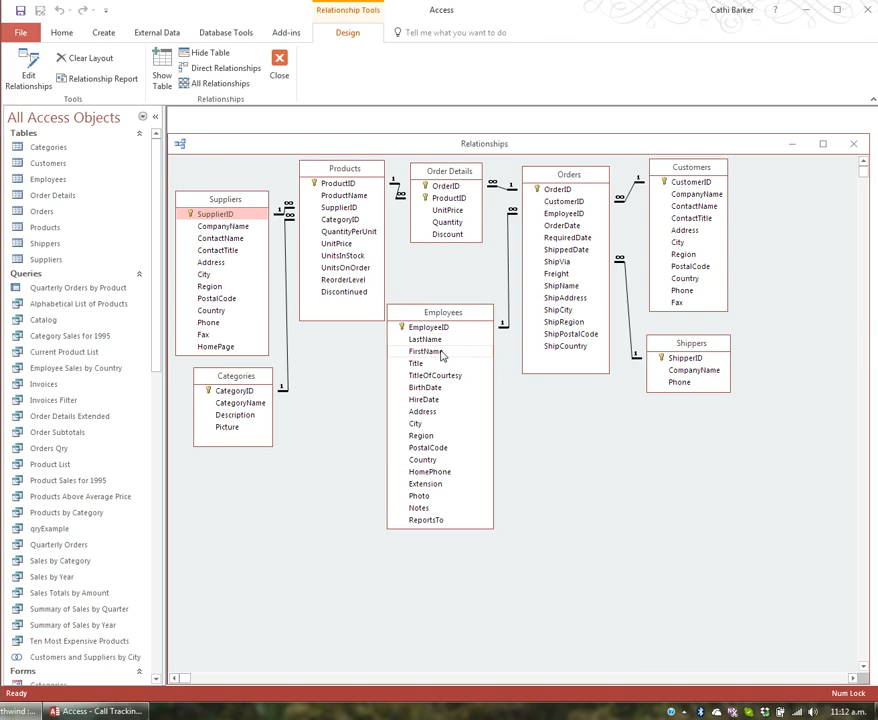 Relationship Tools
Access
Cathi Barker
?
File
Home
Create
External Data
Database Tools
Add-ins
Design
Tell me what you want to do
Edit
Relationships
Clear Layout
Relationship Report
Tools
Show
Table
Hide Table
Direct Relationships
All Relationships
Relationships
Close
All Access Objects
Tables
Categories
Customers
Employees
Order Details
Orders
Products
Shippers
Suppliers
Queries
Quarterly Orders by Product
Alphabetical List of Products
Catalog
Category Sales for 1995
Current Product List
Employee Sales by Country
Invoices
Invoices Filter
Order Details Extended
Order Subtotals
Orders Qry
Product List
Product Sales for 1995
Products Above Average Price
Products by Category
qryExample
Quarterly Orders
Sales by Category
Sales by Year
Sales Totals by Amount
Summary of Sales by Quarter
Summary of Sales by Year
Ten Most Expensive Products
Customers and Suppliers by City
Forms
Relationships
Suppliers
SupplierID
CompanyName
ContactName
ContactTitle
Address
City
Region
PostalCode
Country
Phone
Fax
HomePage
1
∞
∞
Categories
CategoryID
CategoryName
Description
Picture
1
Products
ProductID
ProductName
SupplierID
CategoryID
QuantityPerUnit
UnitPrice
UnitsInStock
UnitsOnOrder
ReorderLevel
Discontinued
1
∞
Order Details
OrderID
ProductID
UnitPrice
Quantity
Discount
∞
1
Employees
EmployeeID
LastName
FirstName
Title
TitleOfCourtesy
BirthDate
HireDate
Address
City
Region
PostalCode
Country
HomePhone
Extension
Photo
Notes
ReportsTo
∞
1
Orders
OrderID
CustomerID
EmployeeID
OrderDate
RequiredDate
ShippedDate
ShipVia
Freight
ShipName
ShipAddress
ShipCity
ShipRegion
ShipPostalCode
ShipCountry
1
∞
∞
1
Customers
CustomerID
CompanyName
ContactName
ContactTitle
Address
City
Region
PostalCode
Country
Phone
Fax
Shippers
ShipperID
CompanyName
Phone
Ready
Num Lock
thwind :...
Access - Call Trackin...
11:12 a.m.